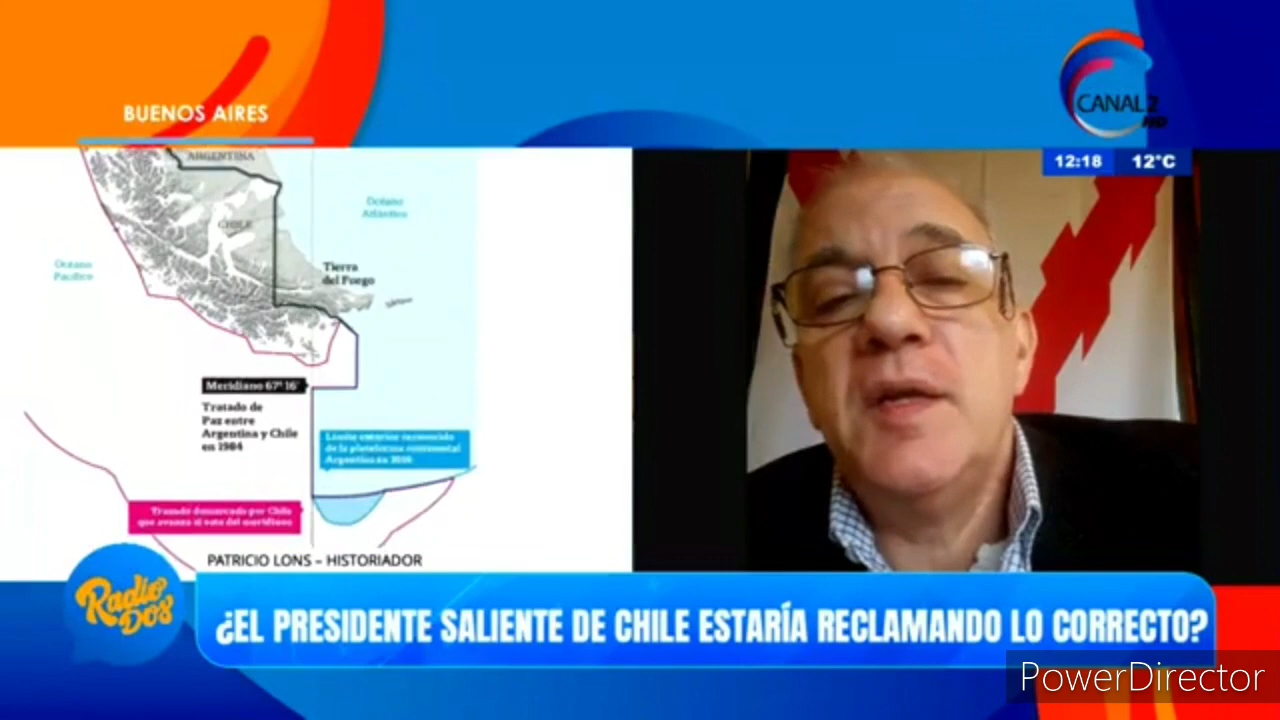 BUENOS AIRES
CANAL 2
HD
12:18 12°C
ARGENTINA
CHILE
Océano
Atlántico
Océano
Pacífico
Tierra
del Fuego
Meridiano 67° 16'
Tratado de
Paz entre
Argentina y Chile
en 1984
Límite exterior reconocido
de la plataforma continental
Argentina en
Trazado demarcado por Chile
que avanza al este del meridiano
PATRICIO LONS – HISTORIADOR
Radio
DOS
¿EL PRESIDENTE SALIENTE DE CHILE ESTARÍA RECLAMANDO LO CORRECTO?
PowerDirector